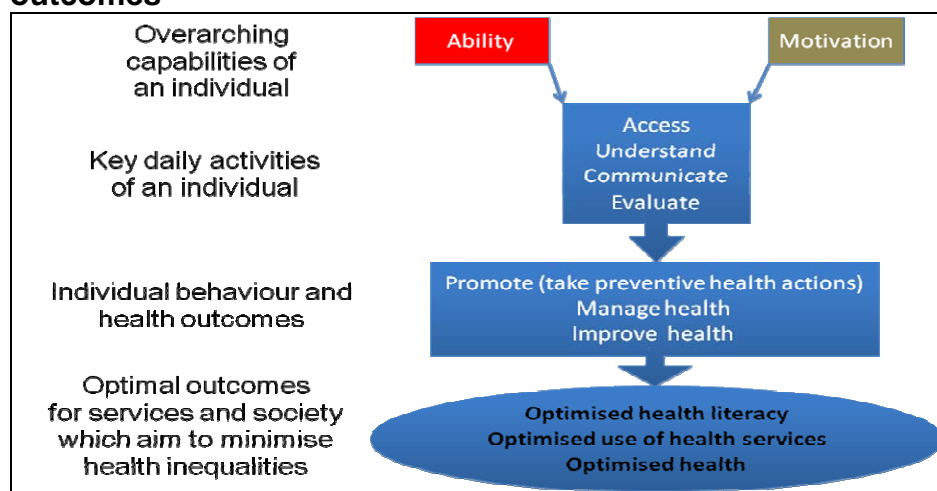 outcomes
Overarching
capabilities of
an individual
Ability
Motivation
Key daily activities
of an individual
Access
Understand
Communicate
Evaluate
Individual behaviour and
health outcomes
Promote (take preventive health actions)
Manage health
Improve health
Optimal outcomes
for services and society
which aim to minimise
health inequalities
Optimised health literacy
Optimised use of health services
Optimised health